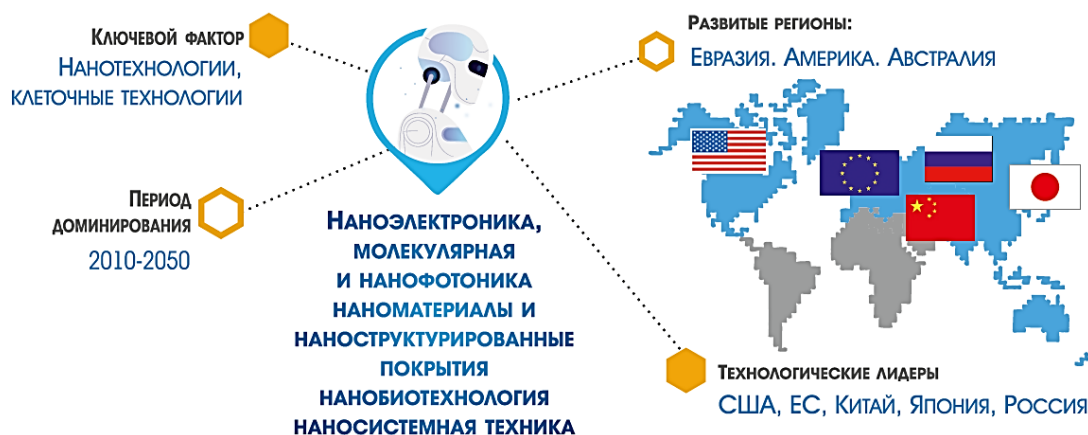 Ключевой фактор
Нанотехнологии,
клеточные технологии
Период
доминирования
2010-2050
Наноэлектроника,
молекулярная
и нанофотоника
наноматериалы и
наноструктурированные
покрытия
нанобиотехнология
наносистемная техника
Развитые регионы:
Евразия. Америка. Австралия
Технологические лидеры
США, ЕС, Китай, Япония, Россия